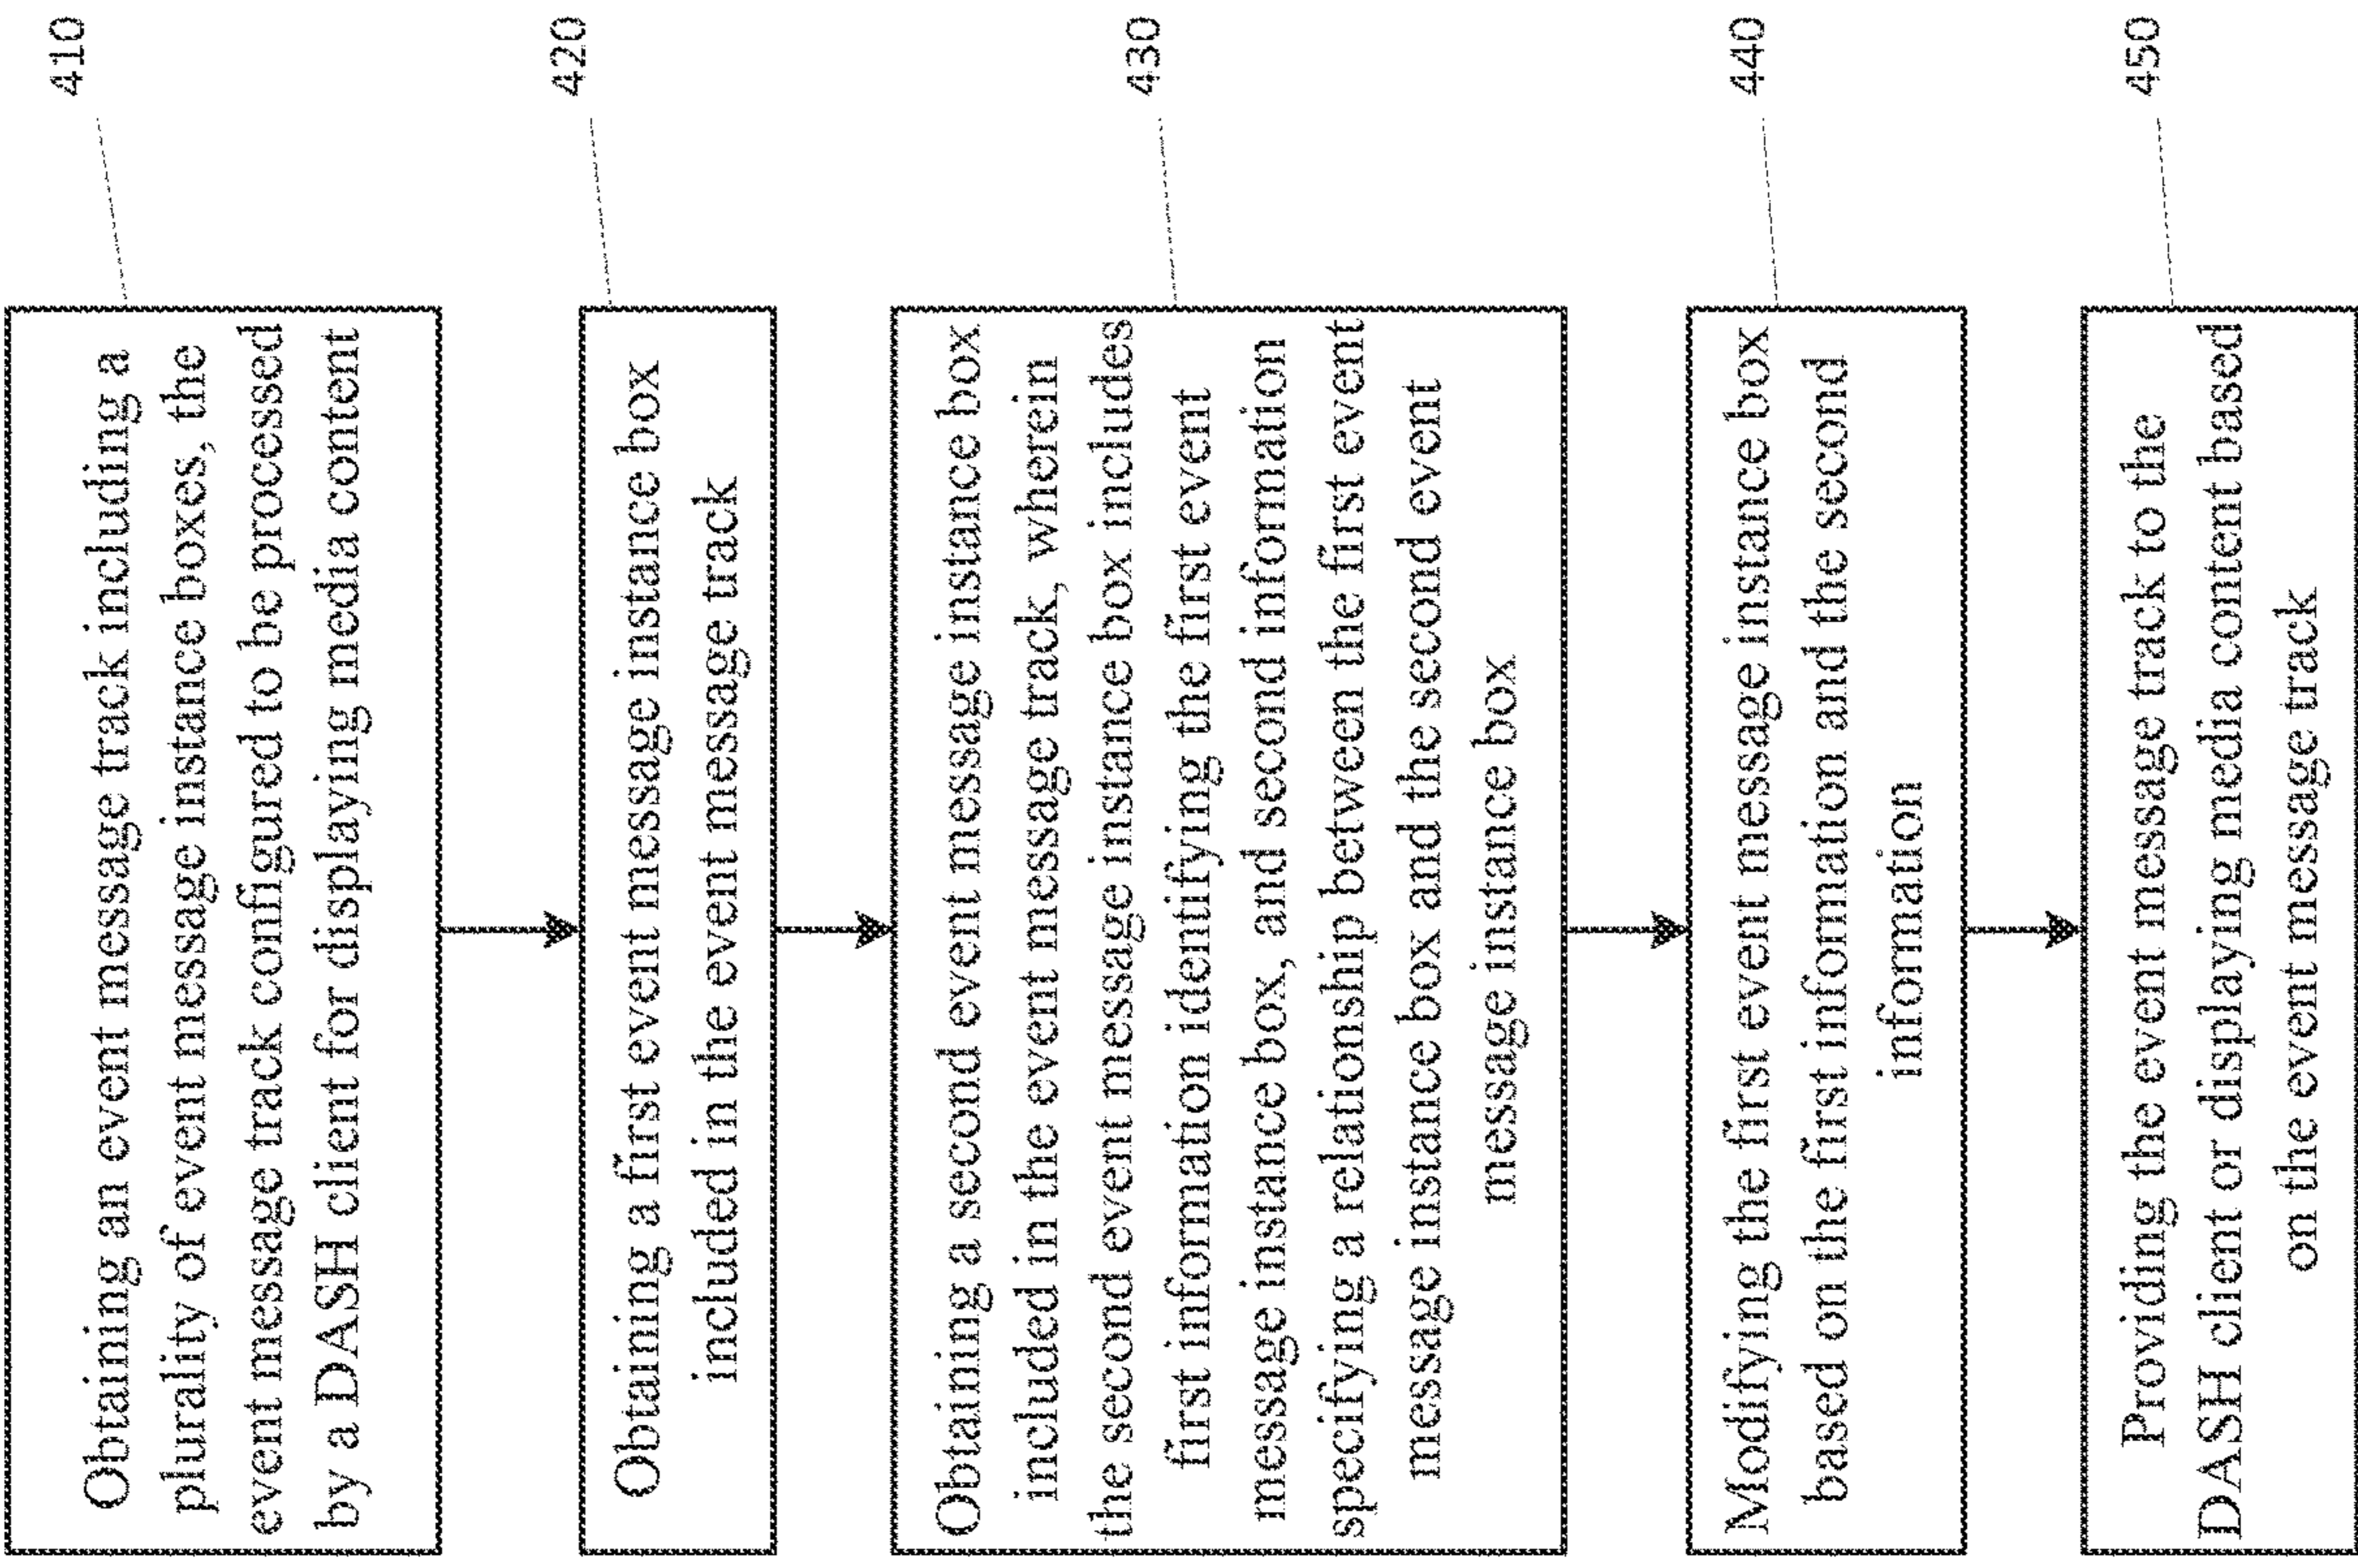 Obtaining an event message track including a
plurality of event message instance boxes, the
event message track configured to be processed
by a DASH client for displaying media content
410
Obtaining a first event message instance box
included in the event message track
420
Obtaining a second event message instance box
included in the event message track, wherein
the second event message instance box includes
first information identifying the first event
message instance box, and second information
specifying a relationship between the first event
message instance box and the second event
message instance box
430
Modifying the first event message instance box
based on the first information and the second
information
440
Providing the event message track to the
DASH client or displaying media content based
on the event message track
450